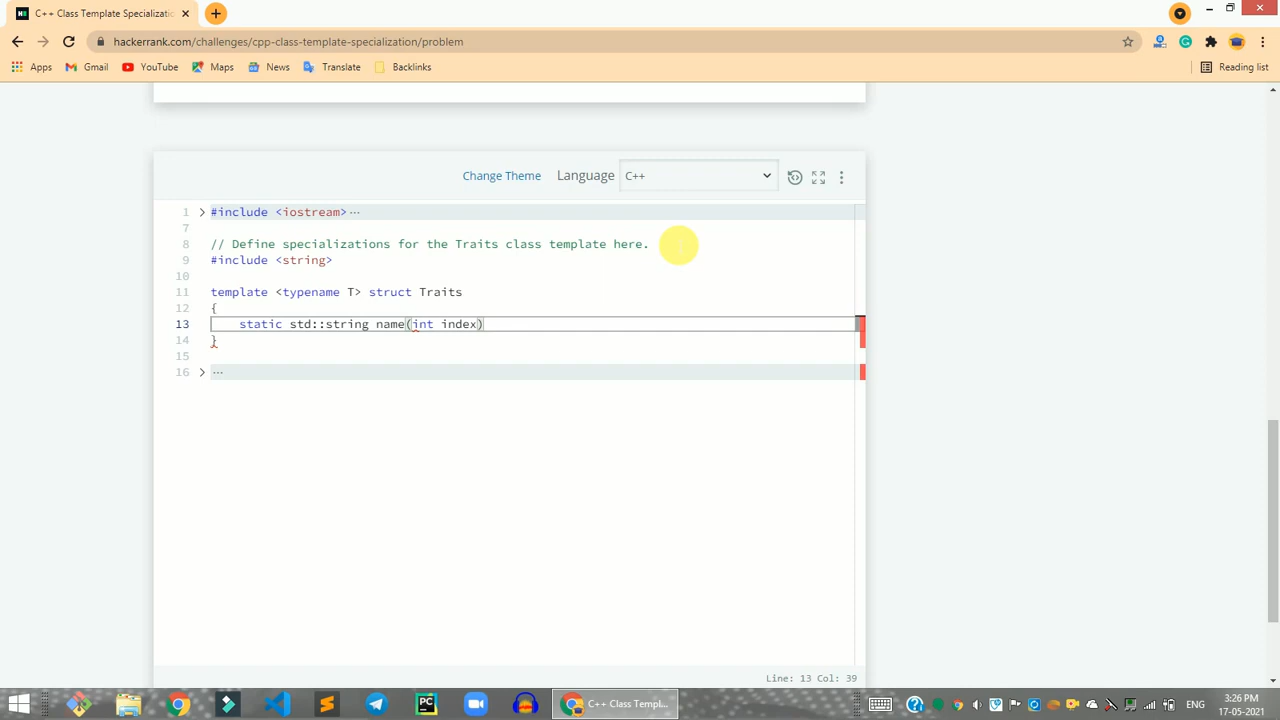 C++ Class Template Specializatio
hackerrank.com/challenges/cpp-class-template-specialization/problem
Apps Gmail YouTube Maps News Translate Backlinks Reading list
Change Theme Language C++
1 #include <iostream> ···
7
8 // Define specializations for the Traits class template here.
9 #include <string>
10
11 template <typename T> struct Traits
12 {
13 static std::string name(int index)
14 }
15
16 ···
Line: 13 Col: 39
C++ Class Templ... ENG 3:26 PM
17-05-2021